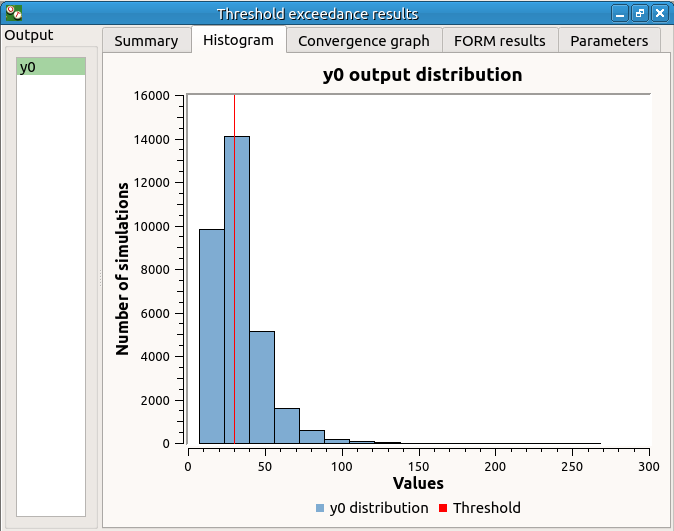 Threshold exceedance results
Output
Summary
Histogram
Convergence graph
FORM results
Parameters
y0
y0 output distribution
Number of simulations
16000
14000
12000
10000
8000
6000
4000
2000
0
0 50 100 150 200 250 300
Values
y0 distribution
Threshold